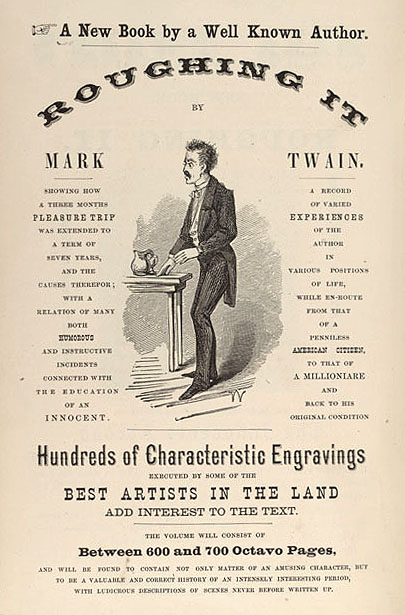 A New Book by a Well Known Author.
ROUGHING IT
BY
MARK
TWAIN.
SHOWING HOW
A THREE MONTHS
PLEASURE TRIP
WAS EXTENDED TO
A TERM OF
SEVEN YEARS,
AND THE
CAUSES THEREFOR;
WITH A
RELATION OF MANY
BOTH
HUMOROUS
AND INSTRUCTIVE
INCIDENTS
CONNECTED WITH
THE EDUCATION
OF AN
INNOCENT.
A RECORD
OF VARIED
EXPERIENCES
OF THE
AUTHOR
IN
VARIOUS POSITIONS
OF LIFE,
WHILE EN-ROUTE
FROM THAT
OF A
PENNILESS
AMERICAN CITIZEN,
TO THAT OF
A MILLIONIARE
AND
BACK TO HIS
ORIGINAL CONDITION
W
Hundreds of Characteristic Engravings
EXECUTED BY SOME OF THE
BEST ARTISTS IN THE LAND
ADD INTEREST TO THE TEXT.
THE VOLUME WILL CONSIST OF
Between 600 and 700 Octavo Pages,
AND WILL BE FOUND TO CONTAIN NOT ONLY MATTER OF AN AMUSING CHARACTER, BUT
TO BE A VALUABLE AND CORRECT HISTORY OF AN INTENSELY INTERESTING PERIOD,
WITH LUDICROUS DESCRIPTIONS OF SCENES NEVER BEFORE WRITTEN UP.